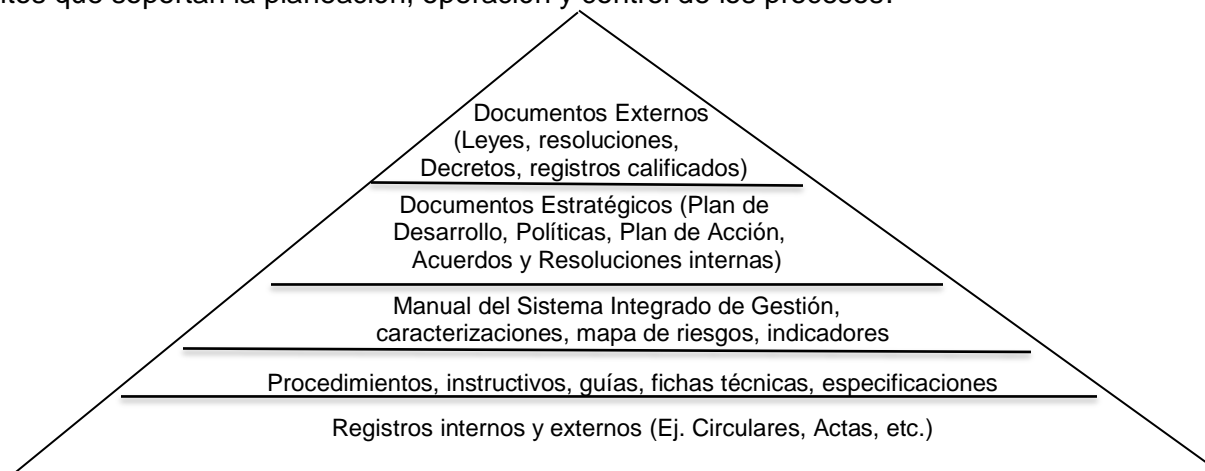 que soportan la planeación, operación y control de los procesos.
Documentos Externos
(Leyes, resoluciones,
Decretos, registros calificados)
Documentos Estratégicos (Plan de
Desarrollo, Políticas, Plan de Acción,
Acuerdos y Resoluciones internas)
Manual del Sistema Integrado de Gestión,
caracterizaciones, mapa de riesgos, indicadores
Procedimientos, instructivos, guías, fichas técnicas, especificaciones
Registros internos y externos (Ej. Circulares, Actas, etc.)